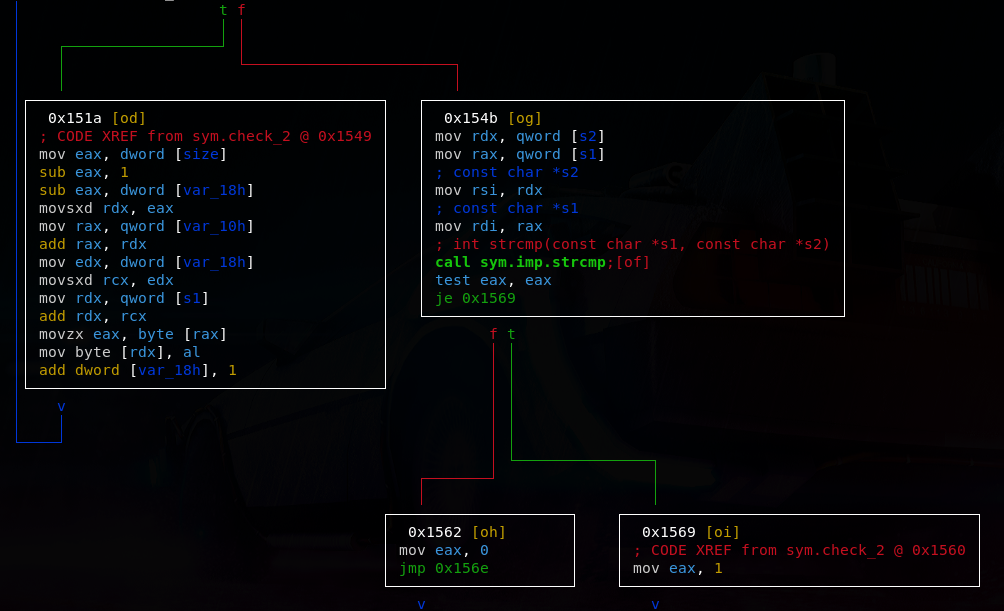 t f
0x151a [od]
; CODE XREF from sym.check_2 @ 0x1549
mov eax, dword [size]
sub eax, 1
sub eax, dword [var_18h]
movsxd rdx, eax
mov rax, qword [var_10h]
add rax, rdx
mov edx, dword [var_18h]
movsxd rcx, edx
mov rdx, qword [s1]
add rdx, rcx
movzx eax, byte [rax]
mov byte [rdx], al
add dword [var_18h], 1
v
0x154b [og]
mov rdx, qword [s2]
mov rax, qword [s1]
; const char *s2
mov rsi, rdx
; const char *s1
mov rdi, rax
; int strcmp(const char *s1, const char *s2)
call sym.imp.strcmp;[of]
test eax, eax
je 0x1569
f t
0x1562 [oh]
mov eax, 0
jmp 0x156e
v
0x1569 [oi]
; CODE XREF from sym.check_2 @ 0x1560
mov eax, 1
v